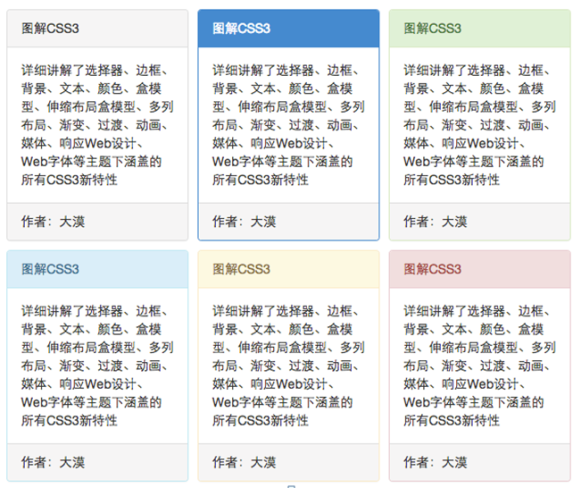 图解CSS3
详细讲解了选择器、边框、
背景、文本、颜色、盒模
型、伸缩布局盒模型、多列
布局、渐变、过渡、动画、
媒体、响应Web设计、
Web字体等主题下涵盖的
所有CSS3新特性
作者：大漠
图解CSS3
详细讲解了选择器、边框、
背景、文本、颜色、盒模
型、伸缩布局盒模型、多列
布局、渐变、过渡、动画、
媒体、响应Web设计、
Web字体等主题下涵盖的
所有CSS3新特性
作者：大漠
图解CSS3
详细讲解了选择器、边框、
背景、文本、颜色、盒模
型、伸缩布局盒模型、多列
布局、渐变、过渡、动画、
媒体、响应Web设计、
Web字体等主题下涵盖的
所有CSS3新特性
作者：大漠
图解CSS3
详细讲解了选择器、边框、
背景、文本、颜色、盒模
型、伸缩布局盒模型、多列
布局、渐变、过渡、动画、
媒体、响应Web设计、
Web字体等主题下涵盖的
所有CSS3新特性
作者：大漠
图解CSS3
详细讲解了选择器、边框、
背景、文本、颜色、盒模
型、伸缩布局盒模型、多列
布局、渐变、过渡、动画、
媒体、响应Web设计、
Web字体等主题下涵盖的
所有CSS3新特性
作者：大漠
图解CSS3
详细讲解了选择器、边框、
背景、文本、颜色、盒模
型、伸缩布局盒模型、多列
布局、渐变、过渡、动画、
媒体、响应Web设计、
Web字体等主题下涵盖的
所有CSS3新特性
作者：大漠